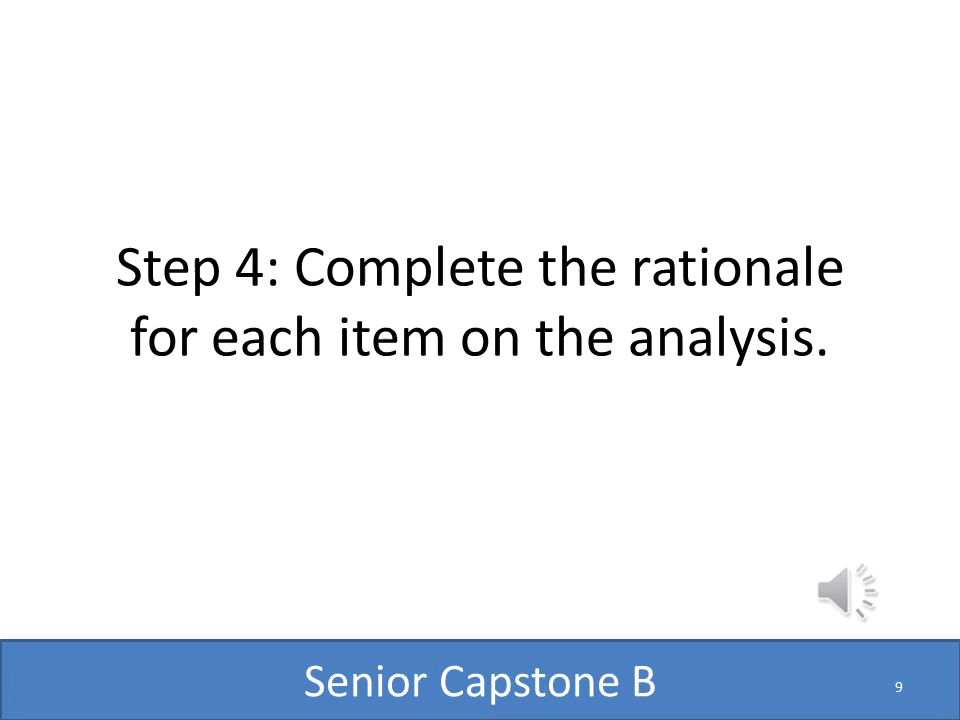 Step 4: Complete the rationale
for each item on the analysis.
Senior Capstone B
9